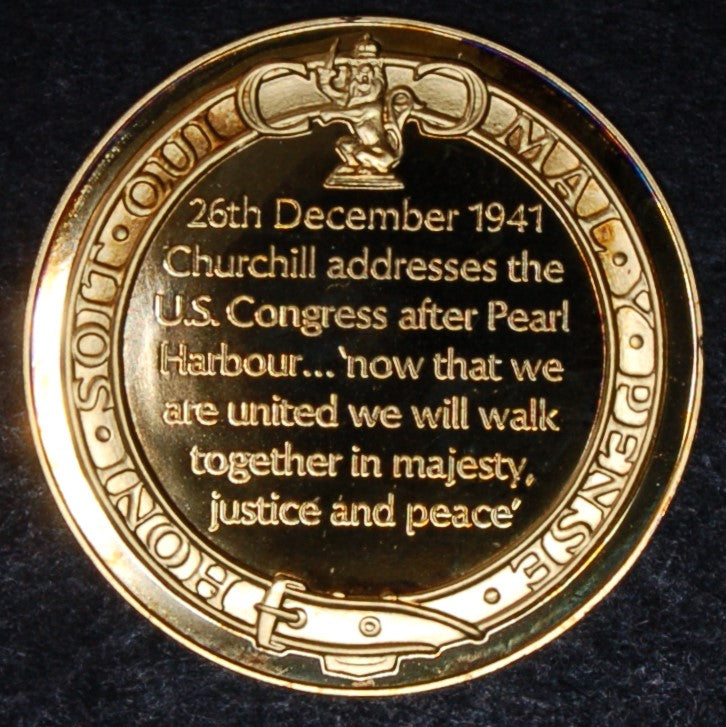 HONI · SOIT · QUI MAL · Y · PENSE ·
26th December 1941
Churchill addresses the
U.S. Congress after Pearl
Harbour...‘now that we
are united we will walk
together in majesty,
justice and peace’